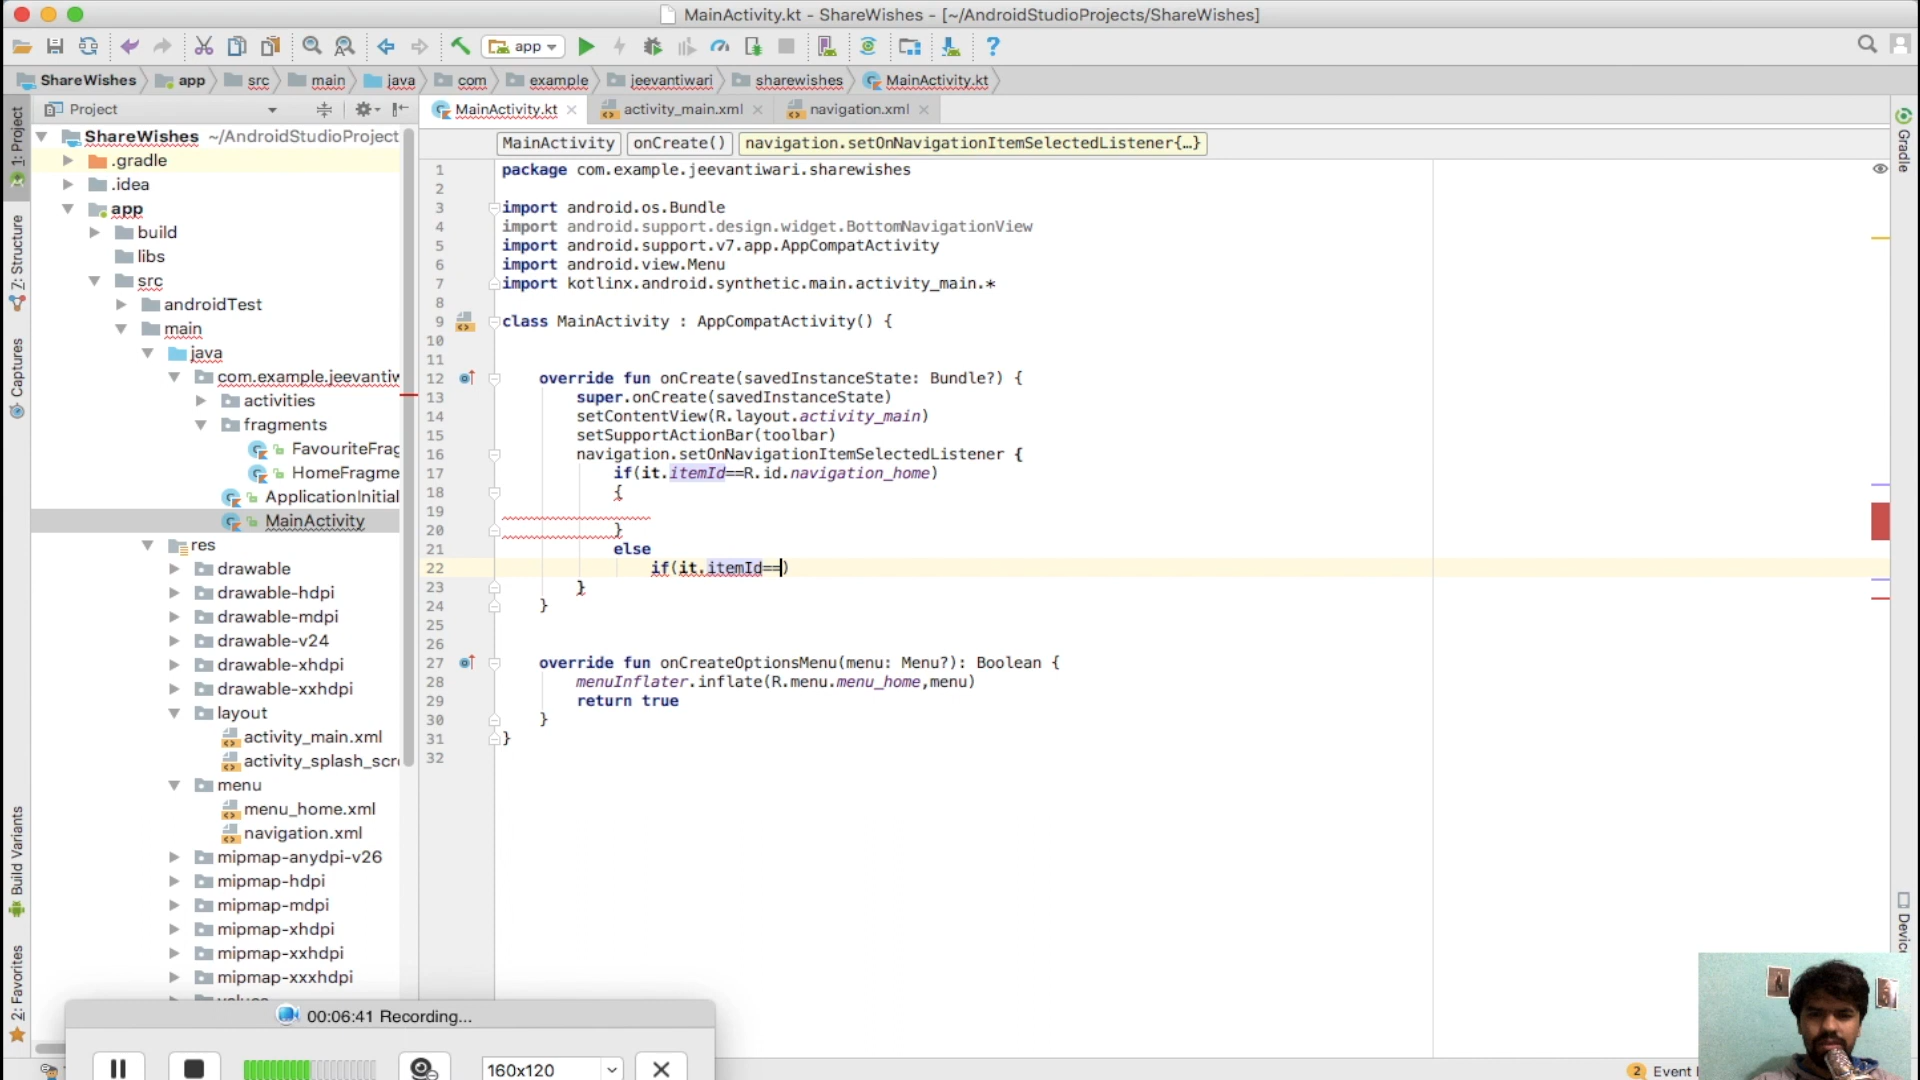 MainActivity.kt - ShareWishes - [~/AndroidStudioProjects/ShareWishes]
app
ShareWishes app src main java com example jeevantiwari sharewishes MainActivity.kt
Project
MainActivity.kt activity_main.xml navigation.xml
MainActivity onCreate() navigation.setOnNavigationItemSelectedListener{…}
1: Project
7: Structure
Captures
Build Variants
2: Favorites
Gradle
ShareWishes ~/AndroidStudioProject
.gradle
.idea
app
build
libs
src
androidTest
main
java
com.example.jeevantiw
activities
fragments
FavouriteFrag
HomeFragme
ApplicationInitial
MainActivity
res
drawable
drawable-hdpi
drawable-mdpi
drawable-v24
drawable-xhdpi
drawable-xxhdpi
layout
activity_main.xml
activity_splash_scre
menu
menu_home.xml
navigation.xml
mipmap-anydpi-v26
mipmap-hdpi
mipmap-mdpi
mipmap-xhdpi
mipmap-xxhdpi
mipmap-xxxhdpi
values
1 package com.example.jeevantiwari.sharewishes
2
3 import android.os.Bundle
4 import android.support.design.widget.BottomNavigationView
5 import android.support.v7.app.AppCompatActivity
6 import android.view.Menu
7 import kotlinx.android.synthetic.main.activity_main.*
8
9 class MainActivity : AppCompatActivity() {
10
11
12 override fun onCreate(savedInstanceState: Bundle?) {
13 super.onCreate(savedInstanceState)
14 setContentView(R.layout.activity_main)
15 setSupportActionBar(toolbar)
16 navigation.setOnNavigationItemSelectedListener {
17 if(it.itemId==R.id.navigation_home)
18 {
19
20 }
21 else
22 if(it.itemId==)
23 }
24 }
25
26
27 override fun onCreateOptionsMenu(menu: Menu?): Boolean {
28 menuInflater.inflate(R.menu.menu_home,menu)
29 return true
30 }
31 }
32
00:06:41 Recording...
160x120
2 Event